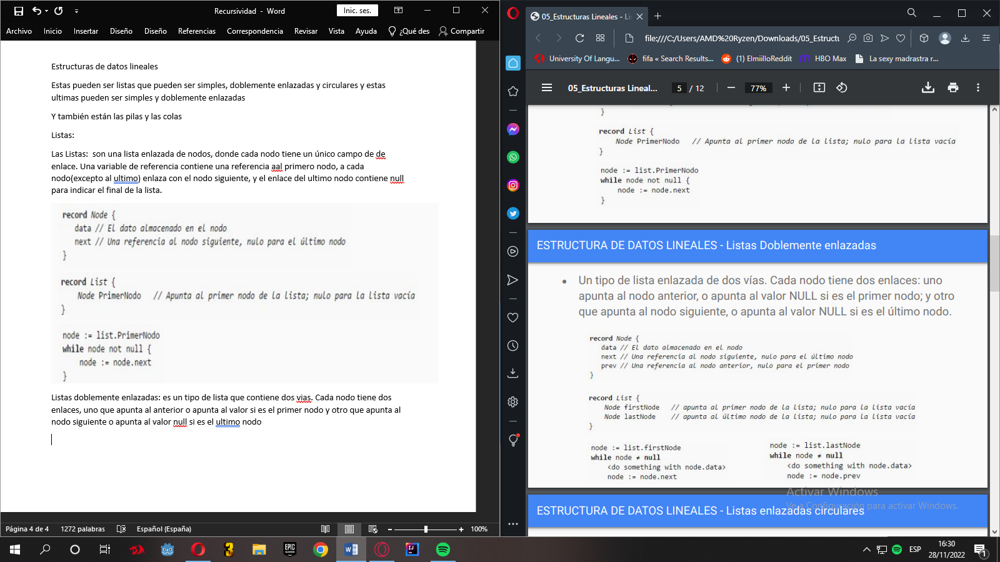 Recursividad - Word
Inic. ses.
Archivo Inicio Insertar Diseño Diseño Referencias Correspondencia Revisar Vista Ayuda ¿Qué des Compartir
Estructuras de datos lineales
Estas pueden ser listas que pueden ser simples, doblemente enlazadas y circulares y estas
ultimas pueden ser simples y doblemente enlazadas
Y también están las pilas y las colas
Listas:
Las Listas: son una lista enlazada de nodos, donde cada nodo tiene un único campo de de
enlace. Una variable de referencia contiene una referencia aal primero nodo, a cada
nodo(excepto al ultimo) enlaza con el nodo siguiente, y el enlace del ultimo nodo contiene null
para indicar el final de la lista.
record Node {
data // El dato almacenado en el nodo
next // Una referencia al nodo siguiente, nulo para el último nodo
}
record List {
Node PrimerNodo // Apunta al primer nodo de la lista; nulo para la lista vacía
}
node := list.PrimerNodo
while node not null {
node := node.next
}
Listas doblemente enlazadas: es un tipo de lista que contiene dos vias. Cada nodo tiene dos
enlaces, uno que apunta al anterior o apunta al valor si es el primer nodo y otro que apunta al
nodo siguiente o apunta al valor null si es el ultimo nodo
Página 4 de 4 1272 palabras Español (España) 100%
05_Estructuras Lineales - Li
file:///C:/Users/AMD%20Ryzen/Downloads/05_Estructu
University Of Langu... fifa « Search Results... (1) ElmiilloReddit HBO Max La sexy madrastra r...
05_Estructuras Lineal... 5 / 12 77%
}
record List {
Node PrimerNodo // Apunta al primer nodo de la lista; nulo para la lista vacía
}
node := list.PrimerNodo
while node not null {
node := node.next
}
ESTRUCTURA DE DATOS LINEALES - Listas Doblemente enlazadas
• Un tipo de lista enlazada de dos vías. Cada nodo tiene dos enlaces: uno
apunta al nodo anterior, o apunta al valor NULL si es el primer nodo; y otro
que apunta al nodo siguiente, o apunta al valor NULL si es el último nodo.
record Node {
data // El dato almacenado en el nodo
next // Una referencia al nodo siguiente, nulo para el último nodo
prev // Una referencia al nodo anterior, nulo para el primer nodo
}
record List {
Node firstNode // apunta al primer nodo de la lista; nulo para la lista vacía
Node lastNode // apunta al último nodo de la lista; nulo para la lista vacía
}
node := list.firstNode
while node ≠ null
<do something with node.data>
node := node.next
node := list.lastNode
while node ≠ null
<do something with node.data>
node := node.prev
Activar Windows
Ve a Configuración para activar Windows.
ESTRUCTURA DE DATOS LINEALES - Listas enlazadas circulares
3
EPIC GAMES
W
IJ
ESP
16:30
28/11/2022
1